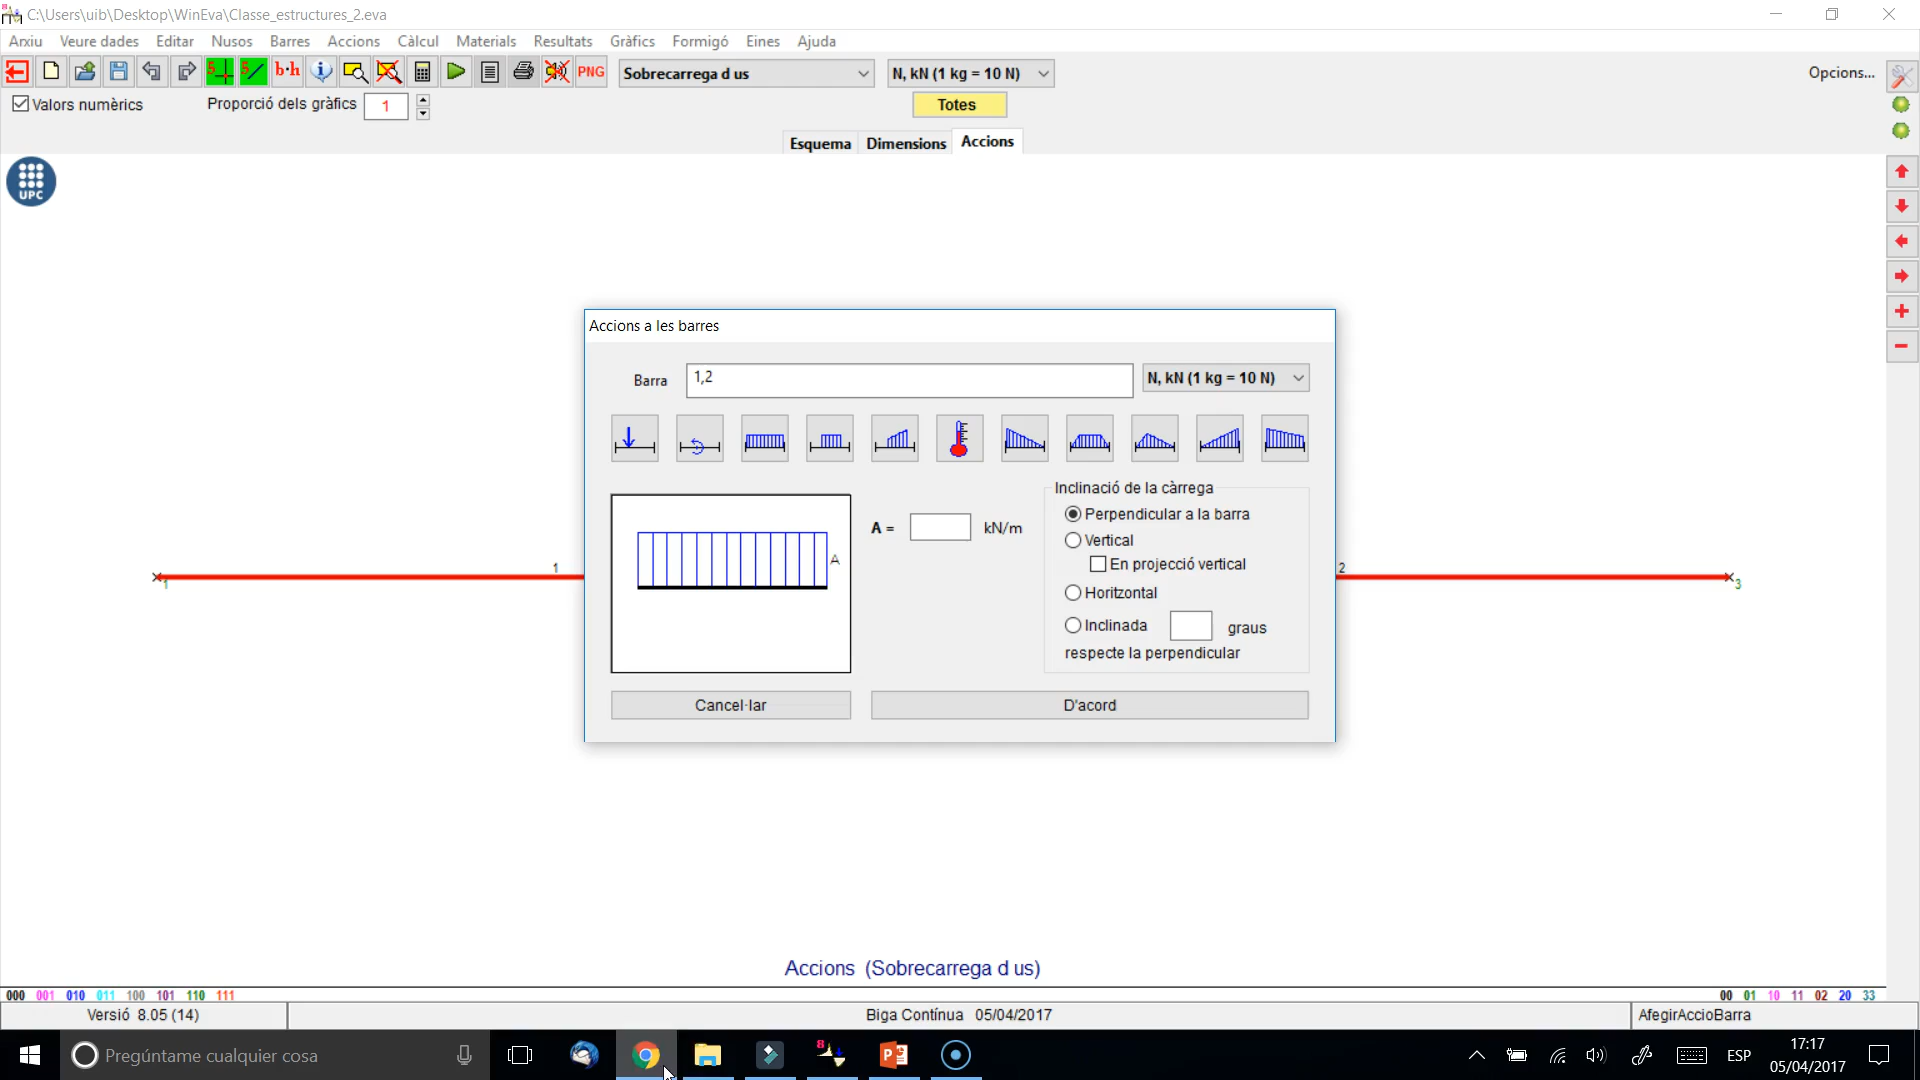 C:\Users\uib\Desktop\WinEva\Classe_estructures_2.eva
Arxiu Veure dades Editar Nusos Barres Accions Càlcul Materials Resultats Gràfics Formigó Eines Ajuda
5 5 b·h i PNG Sobrecarrega d us N, kN (1 kg = 10 N) Opcions...
Valors numèrics Proporció dels gràfics 1 Totes
Esquema Dimensions Accions
UPC
Accions a les barres
Barra 1,2 N, kN (1 kg = 10 N)
Inclinació de la càrrega
Perpendicular a la barra
A = kN/m
Vertical
A
En projecció vertical
1 2
1 3
Horitzontal
Inclinada graus
respecte la perpendicular
Cancel·lar D'acord
Accions (Sobrecarrega d us)
000 001 010 011 100 101 110 111 00 01 10 11 02 20 33
Versió 8.05 (14) Biga Contínua 05/04/2017 AfegirAccioBarra
Pregúntame cualquier cosa 8 P ESP 17:17
05/04/2017